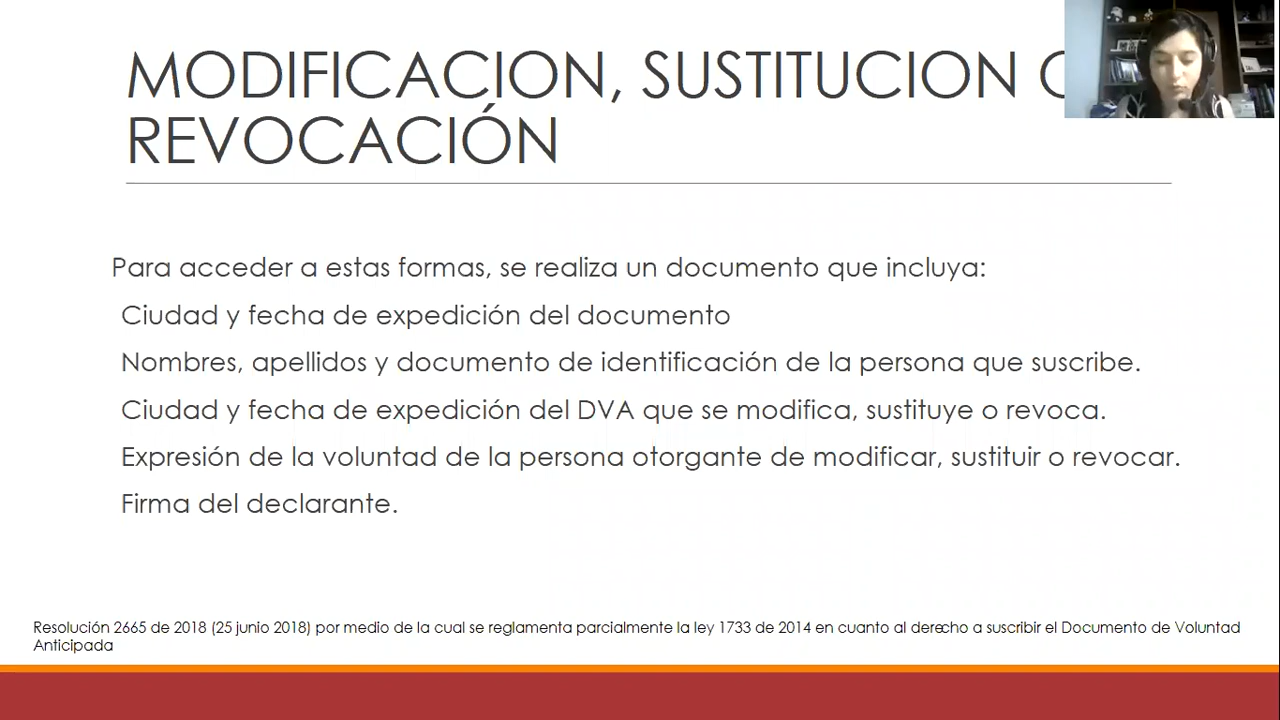 MODIFICACION, SUSTITUCION
REVOCACIÓN
Para acceder a estas formas, se realiza un documento que incluya:
Ciudad y fecha de expedición del documento
Nombres, apellidos y documento de identificación de la persona que suscribe.
Ciudad y fecha de expedición del DVA que se modifica, sustituye o revoca.
Expresión de la voluntad de la persona otorgante de modificar, sustituir o revocar.
Firma del declarante.
Resolución 2665 de 2018 (25 junio 2018) por medio de la cual se reglamenta parcialmente la ley 1733 de 2014 en cuanto al derecho a suscribir el Documento de Voluntad
Anticipada